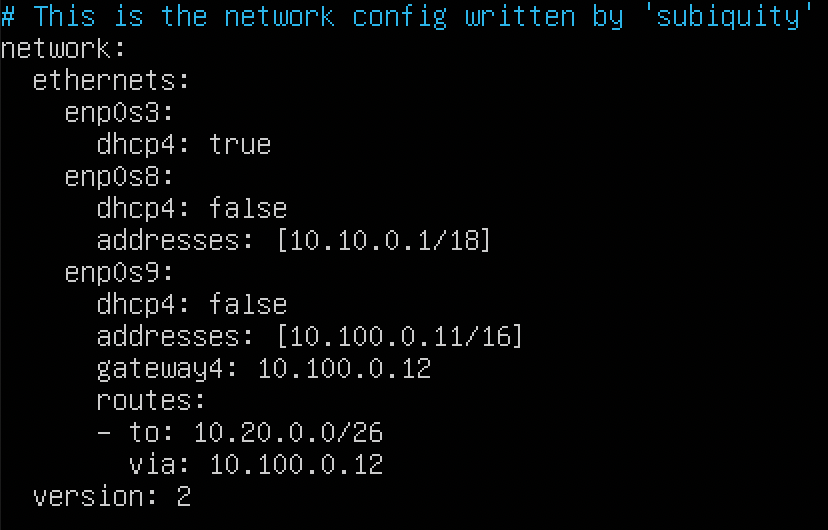 # This is the network config written by 'subiquity'
network:
  ethernets:
    enp0s3:
      dhcp4: true
    enp0s8:
      dhcp4: false
      addresses: [10.10.0.1/18]
    enp0s9:
      dhcp4: false
      addresses: [10.100.0.11/16]
      gateway4: 10.100.0.12
      routes:
      - to: 10.20.0.0/26
        via: 10.100.0.12
  version: 2